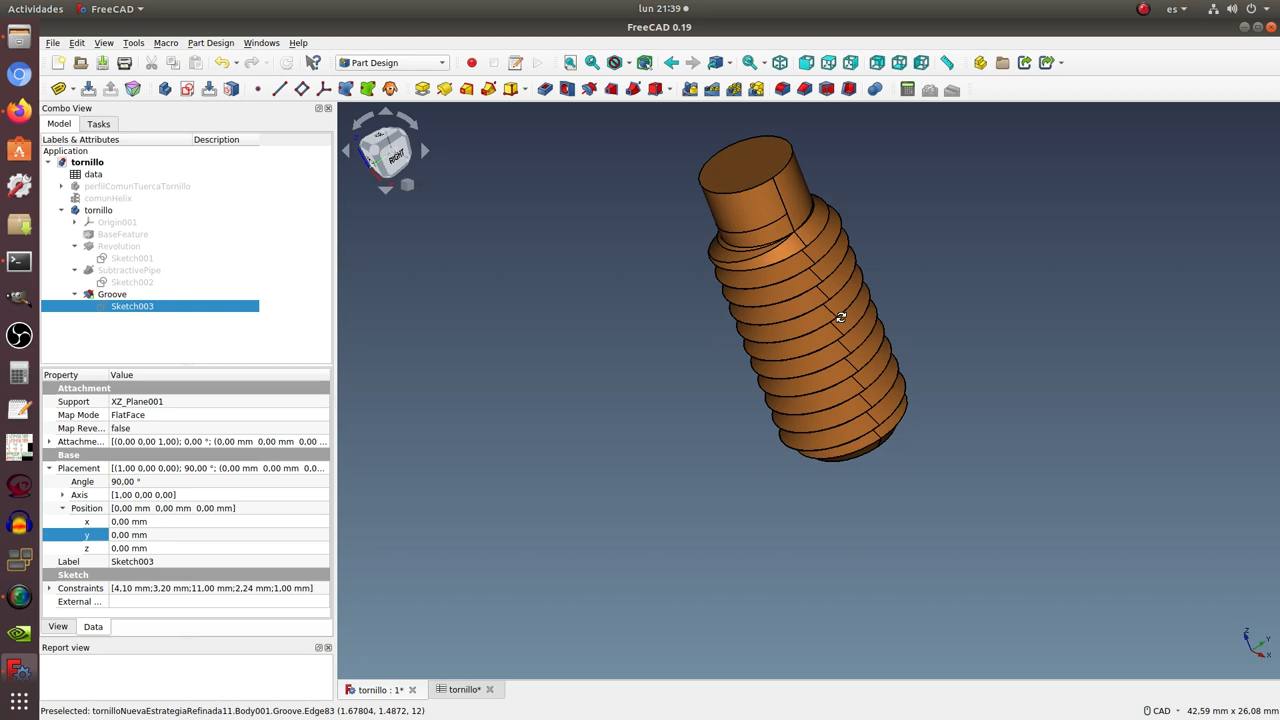 Actividades FreeCAD lun 21:39 es
FreeCAD 0.19
File Edit View Tools Macro Part Design Windows Help
Part Design
Combo View
Model Tasks
Labels & Attributes Description
Application
tornillo
data
perfilComunTuercaTornillo
comunHelix
tornillo
Origin001
BaseFeature
Revolution
Sketch001
SubtractivePipe
Sketch002
Groove
Sketch003
Property Value
Attachment
Support XZ_Plane001
Map Mode FlatFace
Map Reve... false
Attachme... [(0,00 0,00 1,00); 0,00 °; (0,00 mm 0,00 mm 0,00 ...
Base
Placement [(1,00 0,00 0,00); 90,00 °; (0,00 mm 0,00 mm 0,0...
Angle 90,00 °
Axis [1,00 0,00 0,00]
Position [0,00 mm 0,00 mm 0,00 mm]
x 0,00 mm
y 0,00 mm
z 0,00 mm
Label Sketch003
Sketch
Constraints [4,10 mm;3,20 mm;11,00 mm;2,24 mm;1,00 mm]
External ...
View Data
Report view
RIGHT
Z
Y
X
tornillo : 1* tornillo*
Preselected: tornilloNuevaEstrategiaRefinada11.Body001.Groove.Edge83 (1.67804, 1.4872, 12) CAD 42,59 mm x 26,08 mm